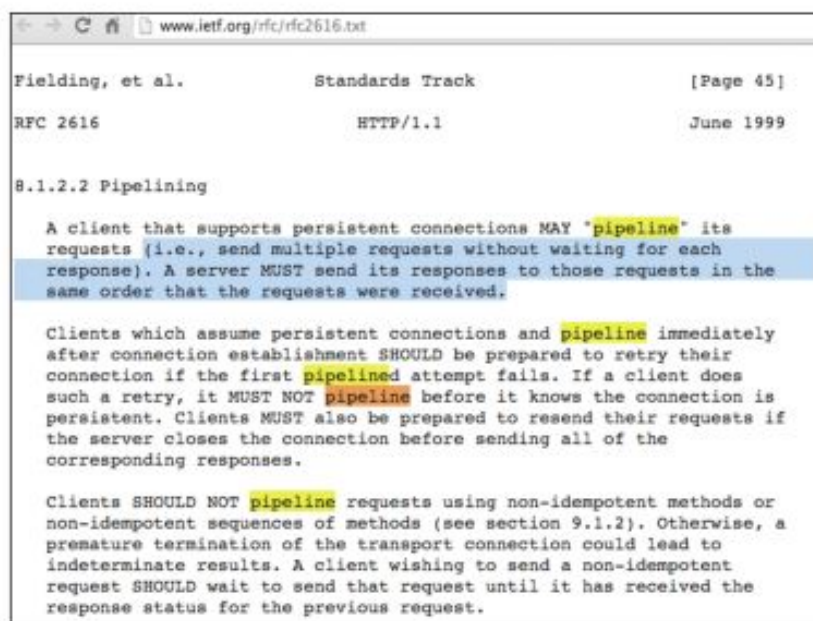 www.ietf.org/rfc/rfc2616.txt
Fielding, et al. Standards Track [Page 45]
RFC 2616 HTTP/1.1 June 1999
8.1.2.2 Pipelining
A client that supports persistent connections MAY "pipeline" its
requests (i.e., send multiple requests without waiting for each
response). A server MUST send its responses to those requests in the
same order that the requests were received.
Clients which assume persistent connections and pipeline immediately
after connection establishment SHOULD be prepared to retry their
connection if the first pipelined attempt fails. If a client does
such a retry, it MUST NOT pipeline before it knows the connection is
persistent. Clients MUST also be prepared to resend their requests if
the server closes the connection before sending all of the
corresponding responses.
Clients SHOULD NOT pipeline requests using non-idempotent methods or
non-idempotent sequences of methods (see section 9.1.2). Otherwise, a
premature termination of the transport connection could lead to
indeterminate results. A client wishing to send a non-idempotent
request SHOULD wait to send that request until it has received the
response status for the previous request.